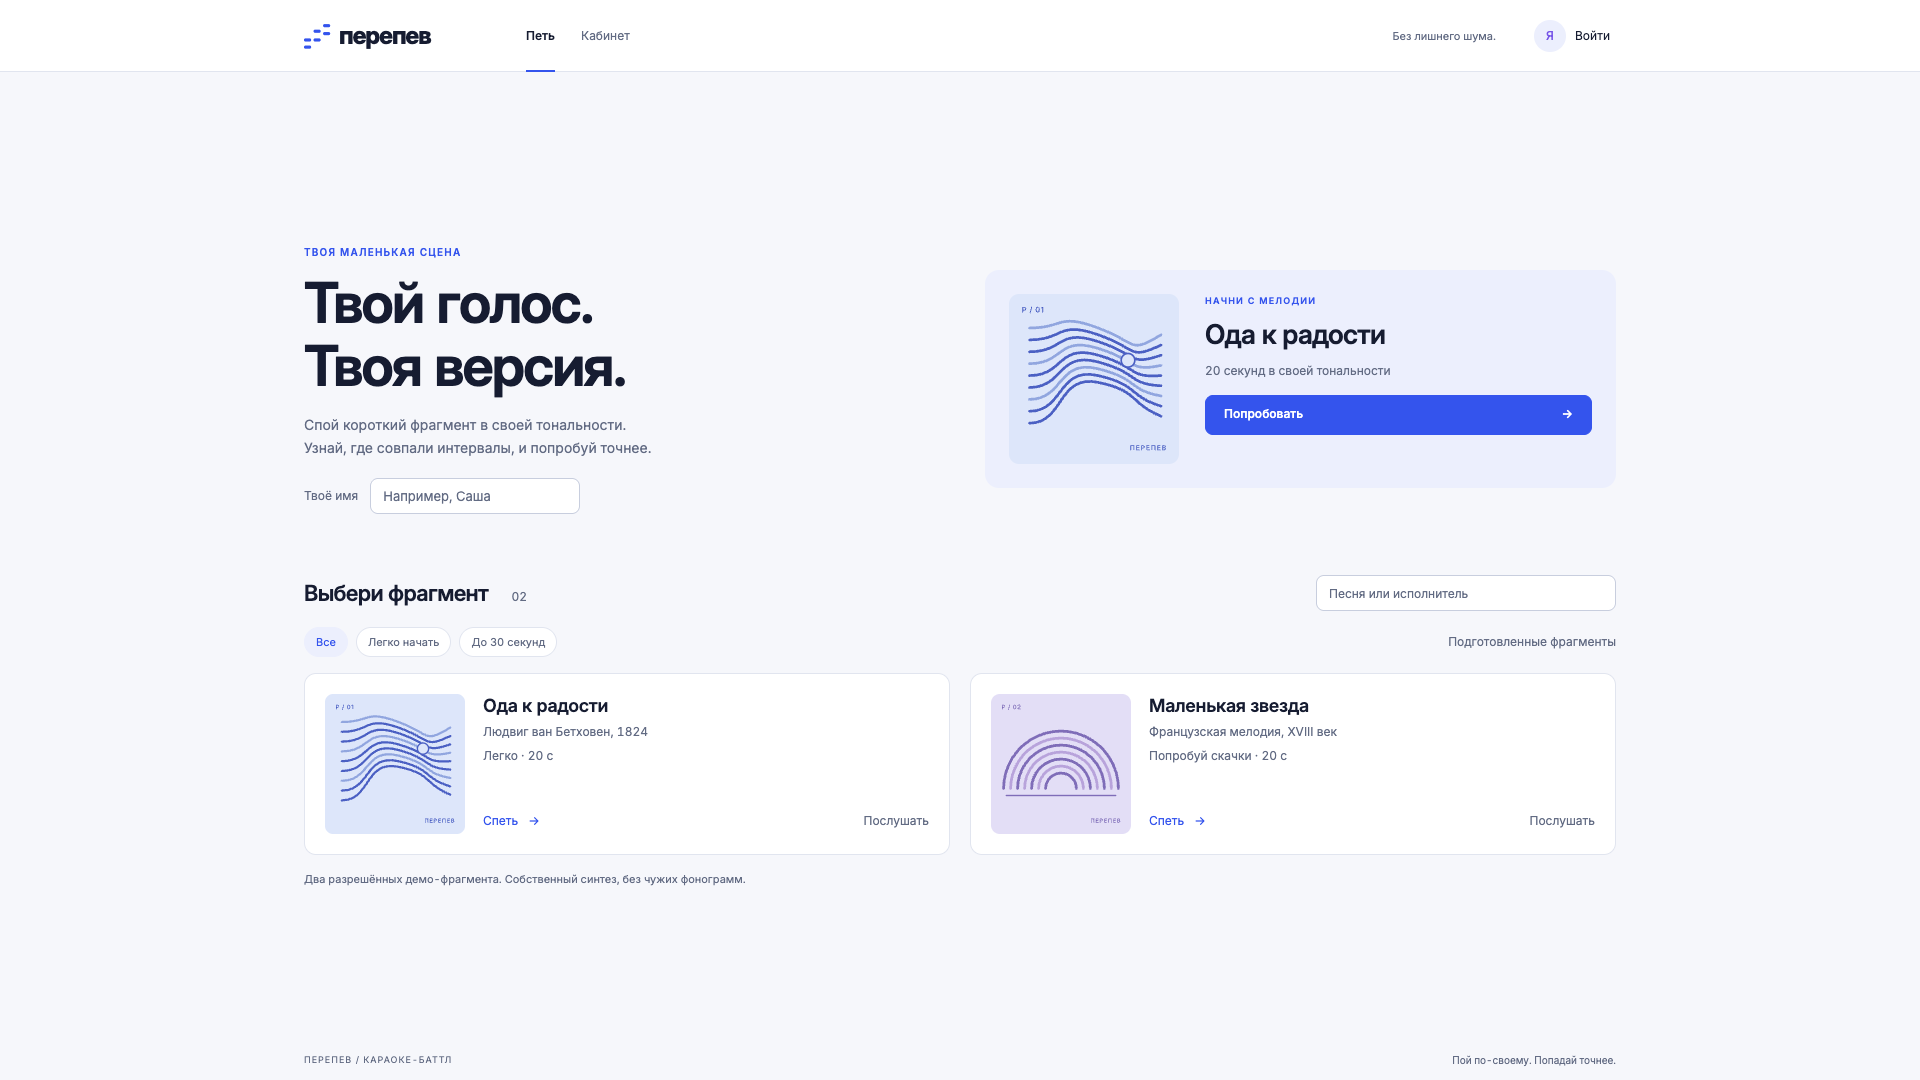 перепев
Петь
Кабинет
Без лишнего шума.
Я
Войти
ТВОЯ МАЛЕНЬКАЯ СЦЕНА
Твой голос.
Твоя версия.
Спой короткий фрагмент в своей тональности.
Узнай, где совпали интервалы, и попробуй точнее.
Твоё имя
Например, Саша
P / 01
ПЕРЕПЕВ
НАЧНИ С МЕЛОДИИ
Ода к радости
20 секунд в своей тональности
Попробовать →
Выбери фрагмент 02
Песня или исполнитель
Все
Легко начать
До 30 секунд
Подготовленные фрагменты
P / 01
ПЕРЕПЕВ
Ода к радости
Людвиг ван Бетховен, 1824
Легко · 20 с
Спеть →
Послушать
P / 02
ПЕРЕПЕВ
Маленькая звезда
Французская мелодия, XVIII век
Попробуй скачки · 20 с
Спеть →
Послушать
Два разрешённых демо-фрагмента. Собственный синтез, без чужих фонограмм.
ПЕРЕПЕВ / КАРАОКЕ-БАТТЛ
Пой по-своему. Попадай точнее.